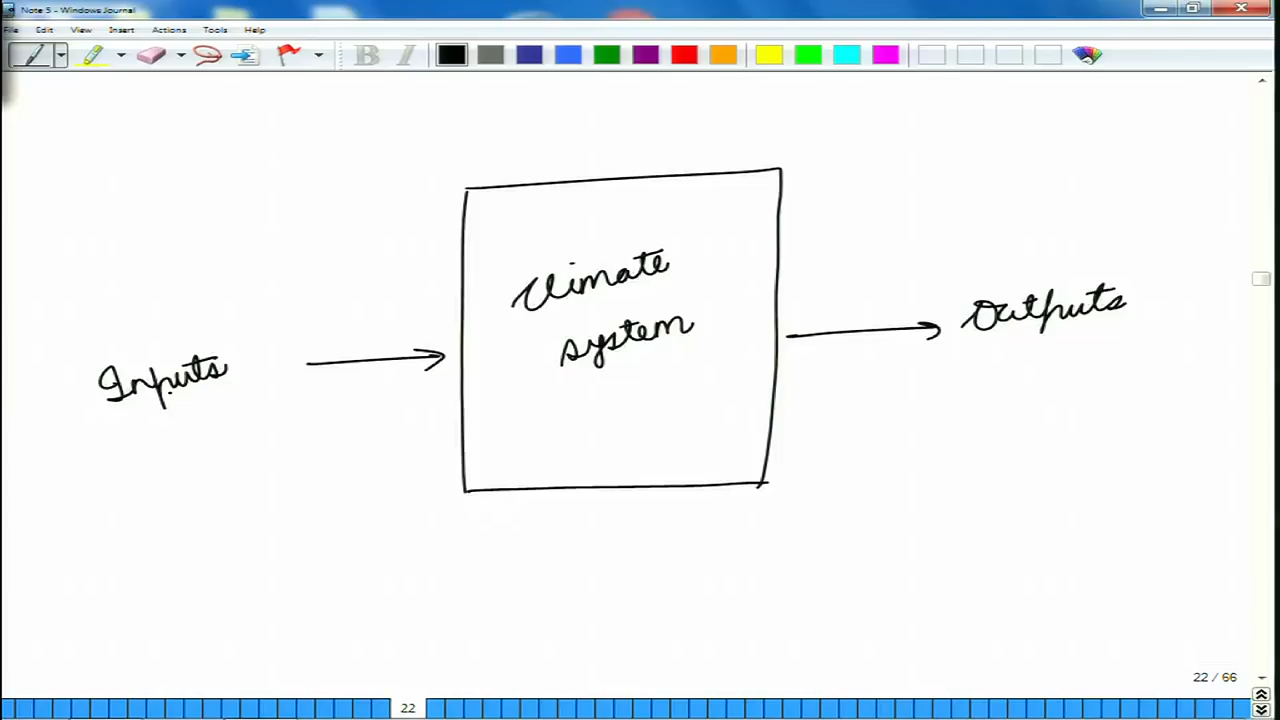 Note 5 - Windows Journal
File Edit View Insert Actions Tools Help
B I
Climate
system
Inputs
Outputs
22 / 66
22